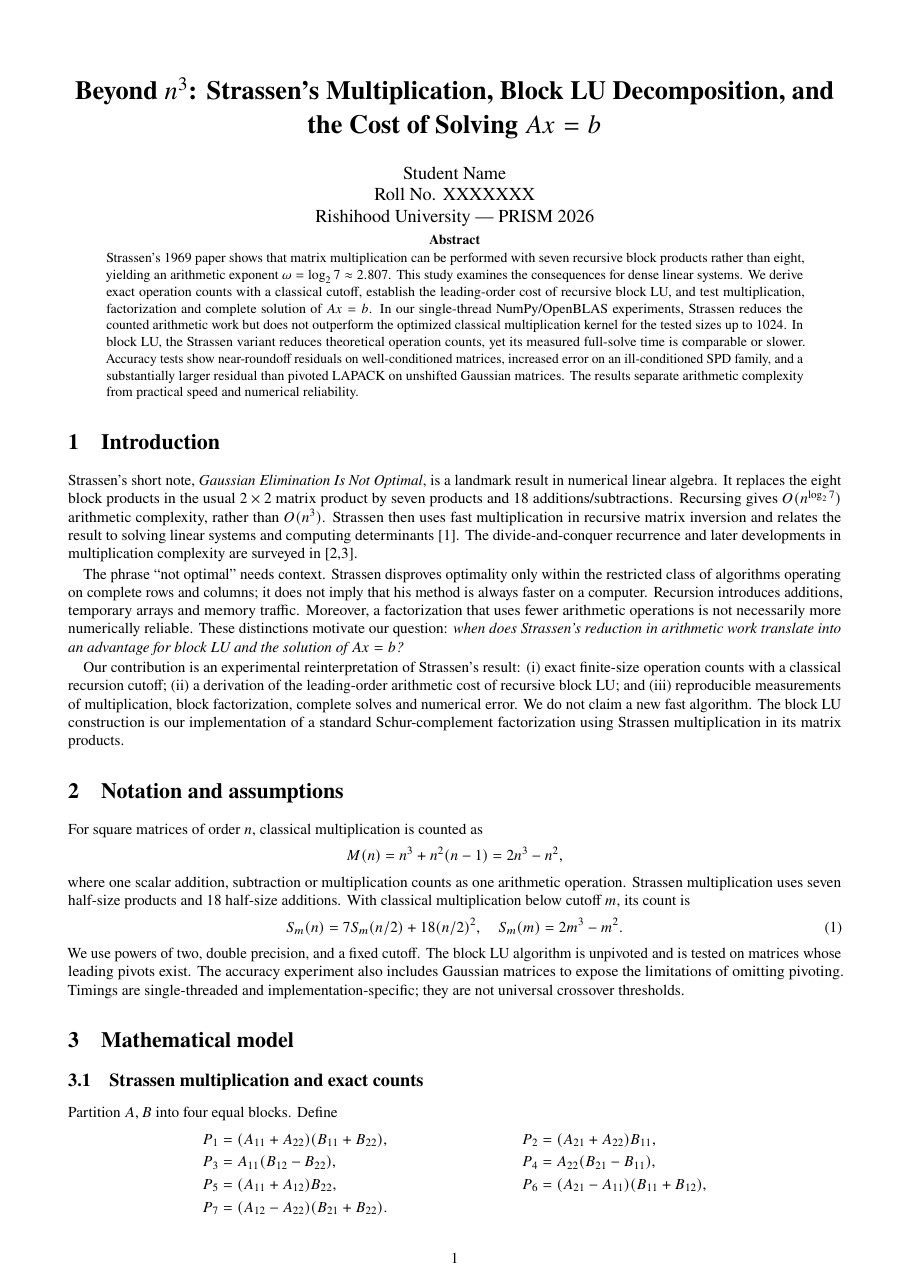 Beyond n³: Strassen’s Multiplication, Block LU Decomposition, and
the Cost of Solving Ax = b
Student Name
Roll No. XXXXXXX
Rishihood University — PRISM 2026
Abstract
Strassen’s 1969 paper shows that matrix multiplication can be performed with seven recursive block products rather than eight,
yielding an arithmetic exponent ω = log₂ 7 ≈ 2.807. This study examines the consequences for dense linear systems. We derive
exact operation counts with a classical cutoff, establish the leading-order cost of recursive block LU, and test multiplication,
factorization and complete solution of Ax = b. In our single-thread NumPy/OpenBLAS experiments, Strassen reduces the
counted arithmetic work but does not outperform the optimized classical multiplication kernel for the tested sizes up to 1024. In
block LU, the Strassen variant reduces theoretical operation counts, yet its measured full-solve time is comparable or slower.
Accuracy tests show near-roundoff residuals on well-conditioned matrices, increased error on an ill-conditioned SPD family, and a
substantially larger residual than pivoted LAPACK on unshifted Gaussian matrices. The results separate arithmetic complexity
from practical speed and numerical reliability.
1 Introduction
Strassen’s short note, Gaussian Elimination Is Not Optimal, is a landmark result in numerical linear algebra. It replaces the eight
block products in the usual 2 × 2 matrix product by seven products and 18 additions/subtractions. Recursing gives O(n^{log₂ 7})
arithmetic complexity, rather than O(n³). Strassen then uses fast multiplication in recursive matrix inversion and relates the
result to solving linear systems and computing determinants [1]. The divide-and-conquer recurrence and later developments in
multiplication complexity are surveyed in [2,3].
The phrase “not optimal” needs context. Strassen disproves optimality only within the restricted class of algorithms operating
on complete rows and columns; it does not imply that his method is always faster on a computer. Recursion introduces additions,
temporary arrays and memory traffic. Moreover, a factorization that uses fewer arithmetic operations is not necessarily more
numerically reliable. These distinctions motivate our question: when does Strassen’s reduction in arithmetic work translate into
an advantage for block LU and the solution of Ax = b?
Our contribution is an experimental reinterpretation of Strassen’s result: (i) exact finite-size operation counts with a classical
recursion cutoff; (ii) a derivation of the leading-order arithmetic cost of recursive block LU; and (iii) reproducible measurements
of multiplication, block factorization, complete solves and numerical error. We do not claim a new fast algorithm. The block LU
construction is our implementation of a standard Schur-complement factorization using Strassen multiplication in its matrix
products.
2 Notation and assumptions
For square matrices of order n, classical multiplication is counted as
M(n) = n³ + n²(n − 1) = 2n³ − n²,
where one scalar addition, subtraction or multiplication counts as one arithmetic operation. Strassen multiplication uses seven
half-size products and 18 half-size additions. With classical multiplication below cutoff m, its count is
Sₘ(n) = 7Sₘ(n/2) + 18(n/2)², Sₘ(m) = 2m³ − m². (1)
We use powers of two, double precision, and a fixed cutoff. The block LU algorithm is unpivoted and is tested on matrices whose
leading pivots exist. The accuracy experiment also includes Gaussian matrices to expose the limitations of omitting pivoting.
Timings are single-threaded and implementation-specific; they are not universal crossover thresholds.
3 Mathematical model
3.1 Strassen multiplication and exact counts
Partition A, B into four equal blocks. Define
P₁ = (A₁₁ + A₂₂)(B₁₁ + B₂₂), P₂ = (A₂₁ + A₂₂)B₁₁,
P₃ = A₁₁(B₁₂ − B₂₂), P₄ = A₂₂(B₂₁ − B₁₁),
P₅ = (A₁₁ + A₁₂)B₂₂, P₆ = (A₂₁ − A₁₁)(B₁₁ + B₁₂),
P₇ = (A₁₂ − A₂₂)(B₂₁ + B₂₂).
1